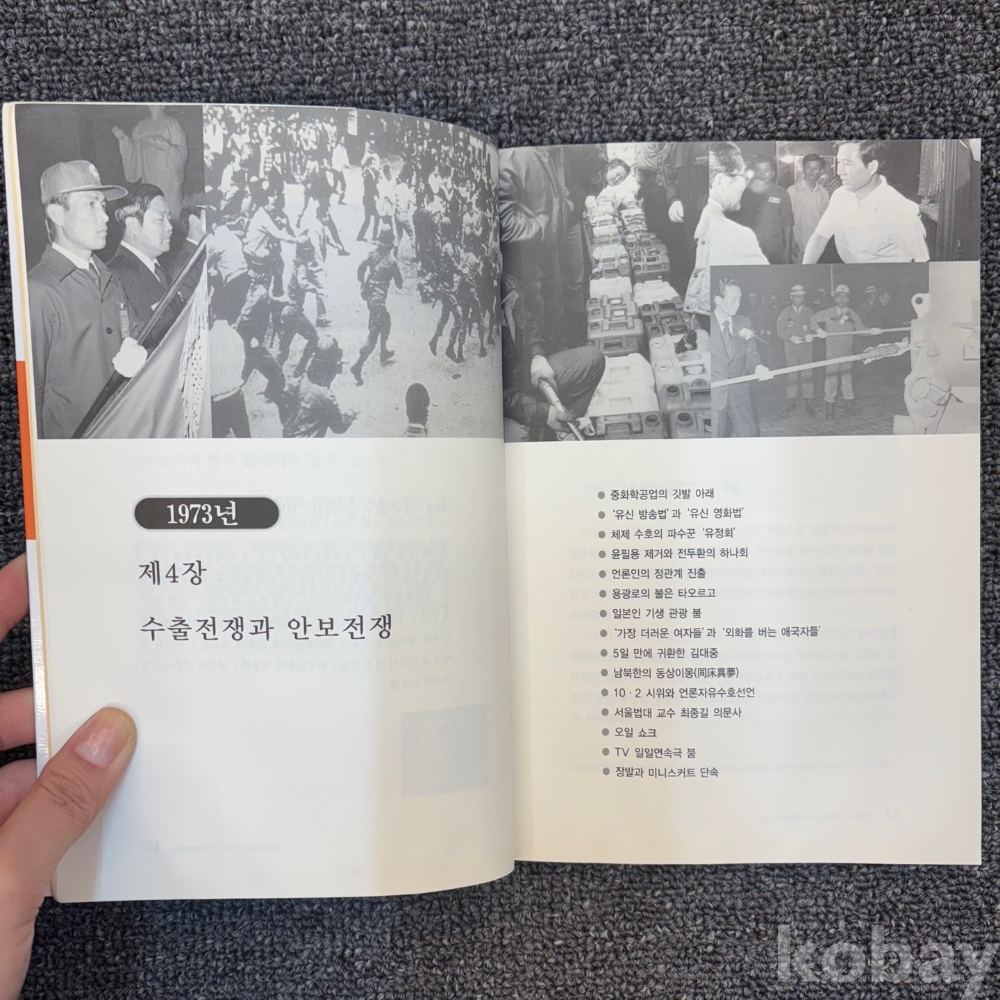 1973년
제4장
수출전쟁과 안보전쟁
● 중화학공업의 깃발 아래
● '유신 방송법'과 '유신 영화법'
● 체제 수호의 파수꾼 '유정회'
● 윤필용 제거와 전두환의 하나회
● 언론인의 정관계 진출
● 용광로의 불은 타오르고
● 일본인 기생 관광 붐
● '가장 더러운 여자들'과 '외화를 버는 애국자들'
● 5일 만에 귀환한 김대중
● 남북한의 동상이몽(同床異夢)
● 10·2 시위와 언론자유수호선언
● 서울법대 교수 최종길 의문사
● 오일 쇼크
● TV 일일연속극 붐
● 장발과 미니스커트 단속
kobay